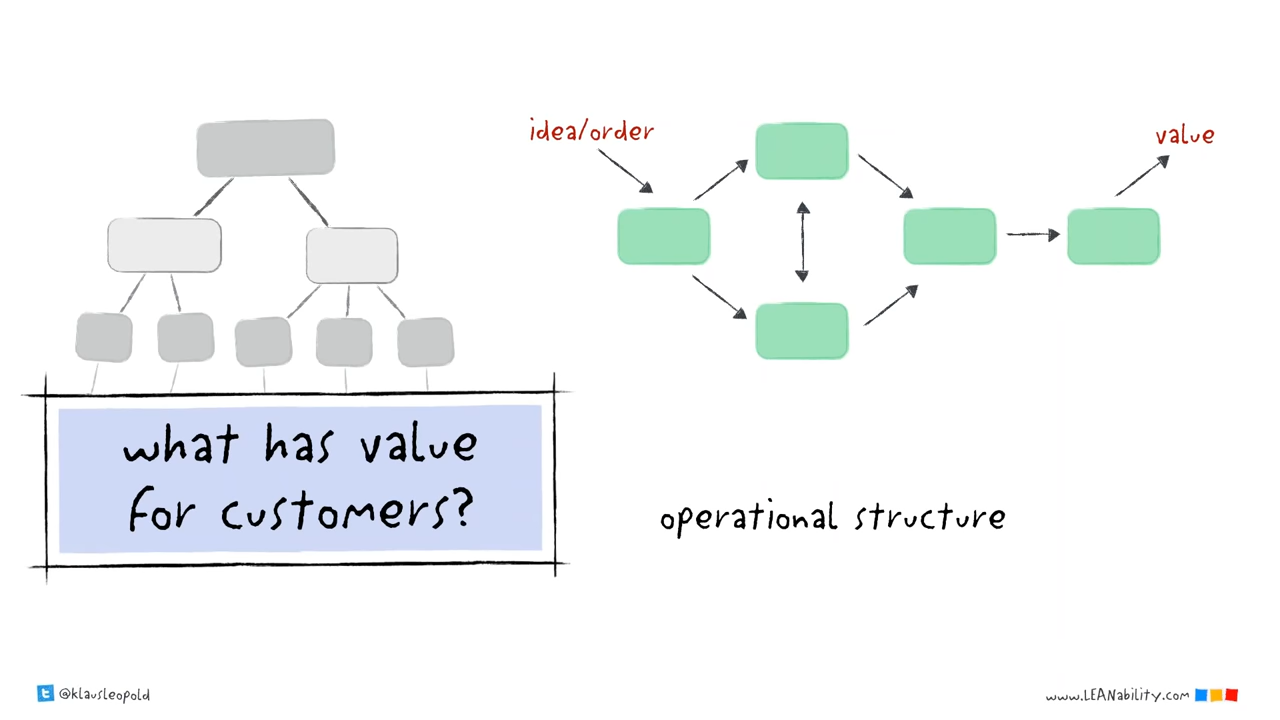 idea/order
value
what has value
for customers?
operational structure
@klausleopold
www.LEANability.com